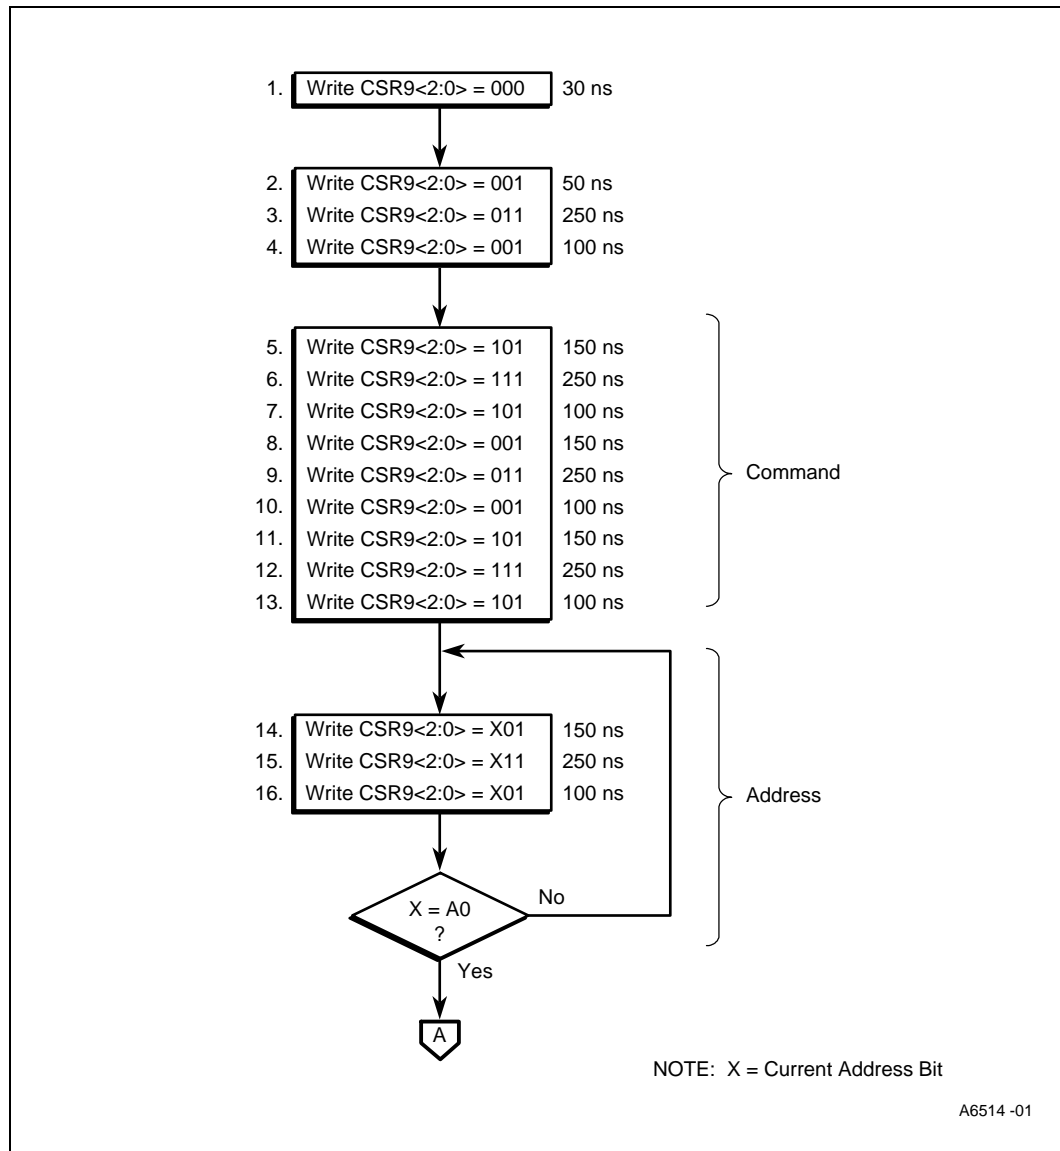 1. Write CSR9<2:0> = 000 30 ns
2. Write CSR9<2:0> = 001 50 ns
3. Write CSR9<2:0> = 011 250 ns
4. Write CSR9<2:0> = 001 100 ns
5. Write CSR9<2:0> = 101 150 ns
6. Write CSR9<2:0> = 111 250 ns
7. Write CSR9<2:0> = 101 100 ns
8. Write CSR9<2:0> = 001 150 ns
9. Write CSR9<2:0> = 011 250 ns
Command
10. Write CSR9<2:0> = 001 100 ns
11. Write CSR9<2:0> = 101 150 ns
12. Write CSR9<2:0> = 111 250 ns
13. Write CSR9<2:0> = 101 100 ns
14. Write CSR9<2:0> = X01 150 ns
15. Write CSR9<2:0> = X11 250 ns
16. Write CSR9<2:0> = X01 100 ns
Address
X = A0
?
No
Yes
A
NOTE: X = Current Address Bit
A6514 -01